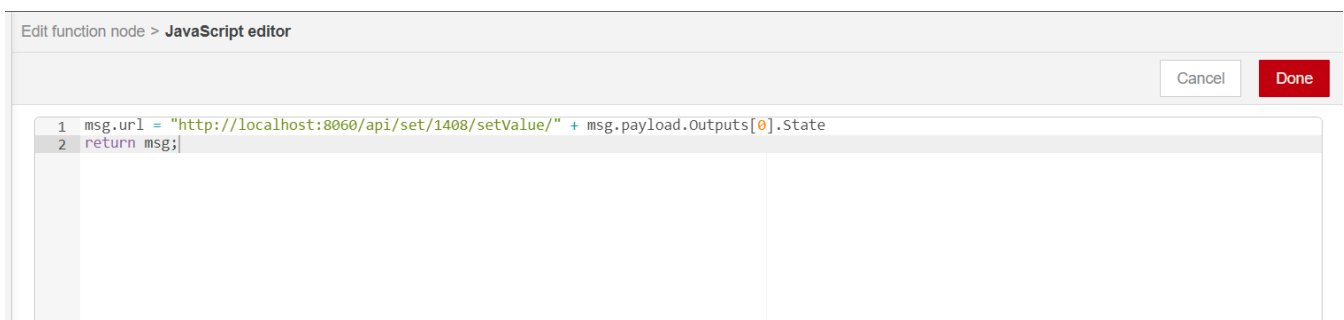 Edit function node > JavaScript editor
Cancel Done
1 msg.url = "http://localhost:8060/api/set/1408/setValue/" + msg.payload.Outputs[0].State
2 return msg;